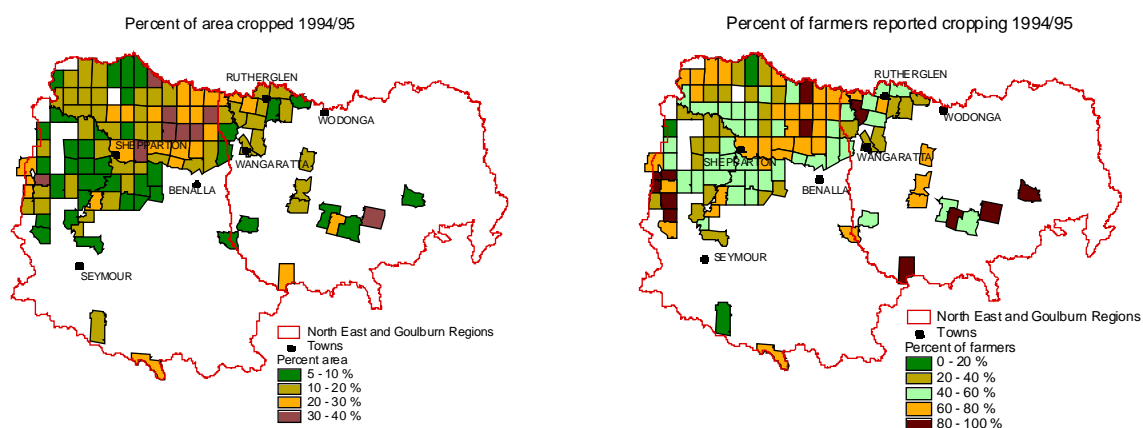 Percent of area cropped 1994/95
RUTHERGLEN
WODONGA
SHEPPARTON
WANGARATTA
BENALLA
SEYMOUR
North East and Goulburn Regions
Towns
Percent area
5 - 10 %
10 - 20 %
20 - 30 %
30 - 40 %
Percent of farmers reported cropping 1994/95
RUTHERGLEN
WODONGA
SHEPPARTON
WANGARATTA
BENALLA
SEYMOUR
North East and Goulburn Regions
Towns
Percent of farmers
0 - 20 %
20 - 40 %
40 - 60 %
60 - 80 %
80 - 100 %